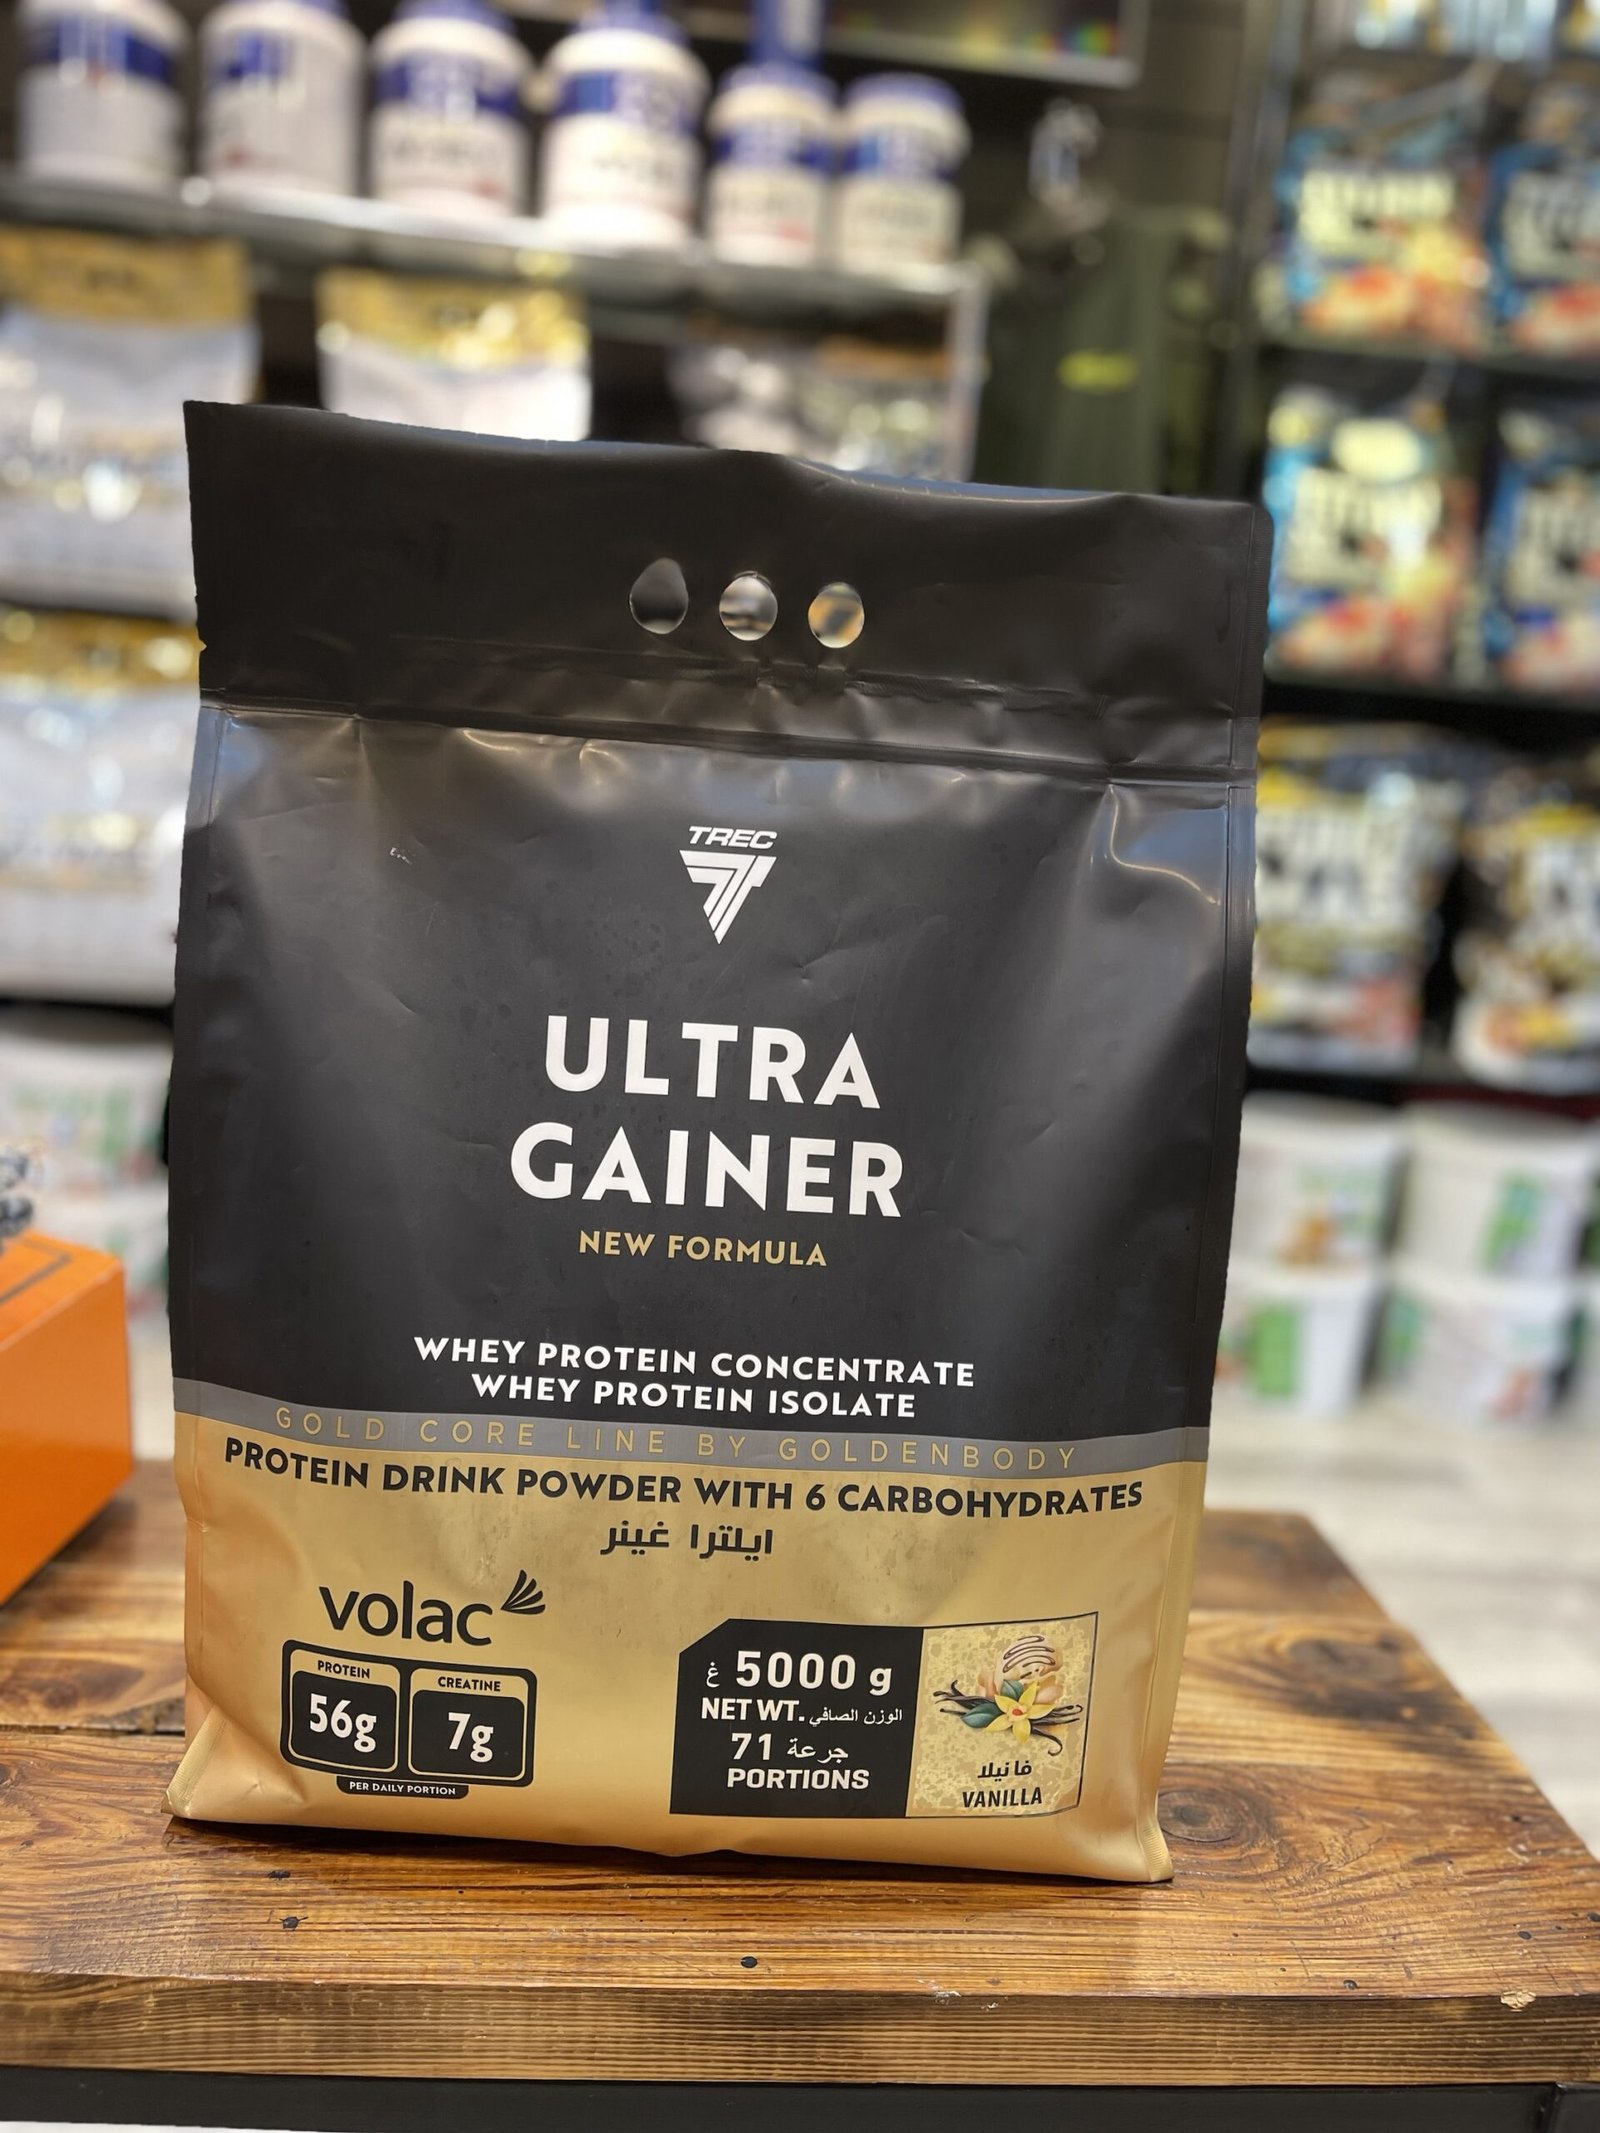 TREC
ULTRA
GAINER
NEW FORMULA
WHEY PROTEIN CONCENTRATE
WHEY PROTEIN ISOLATE
GOLD CORE LINE BY GOLDENBODY
PROTEIN DRINK POWDER WITH 6 CARBOHYDRATES
ايلترا غينر
volac
PROTEIN
56g
CREATINE
7g
PER DAILY PORTION
غ 5000 g
NET WT. الوزن الصافي
71 جرعة
PORTIONS
فانيلا
VANILLA